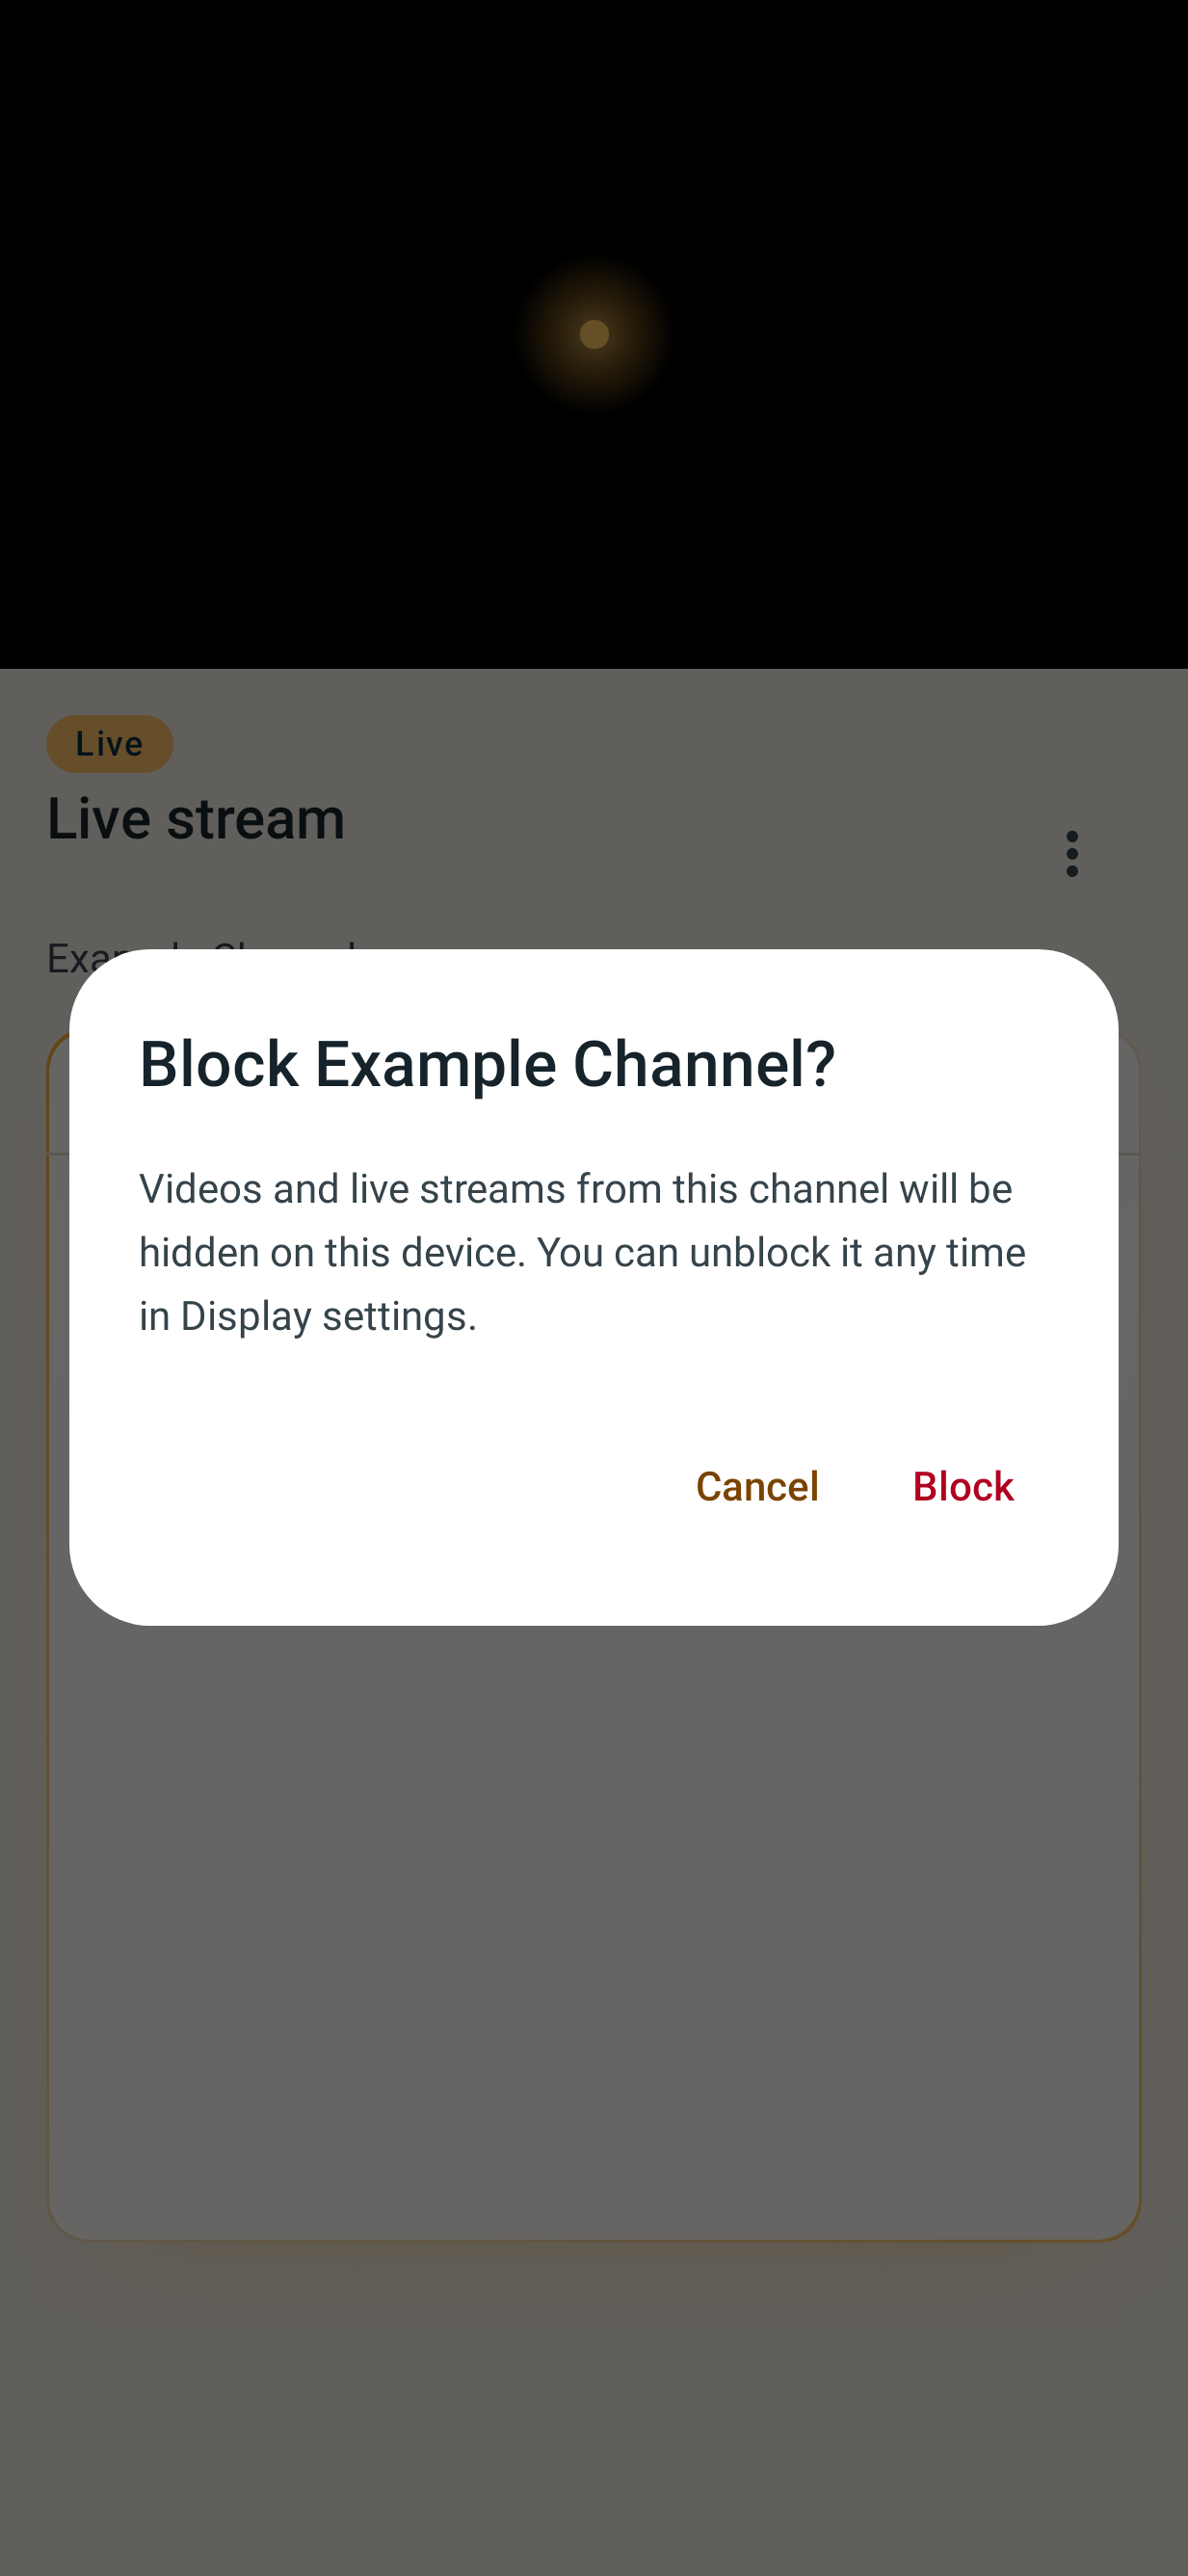 Live
Live stream
Block Example Channel?
Videos and live streams from this channel will be
hidden on this device. You can unblock it any time
in Display settings.
Cancel
Block